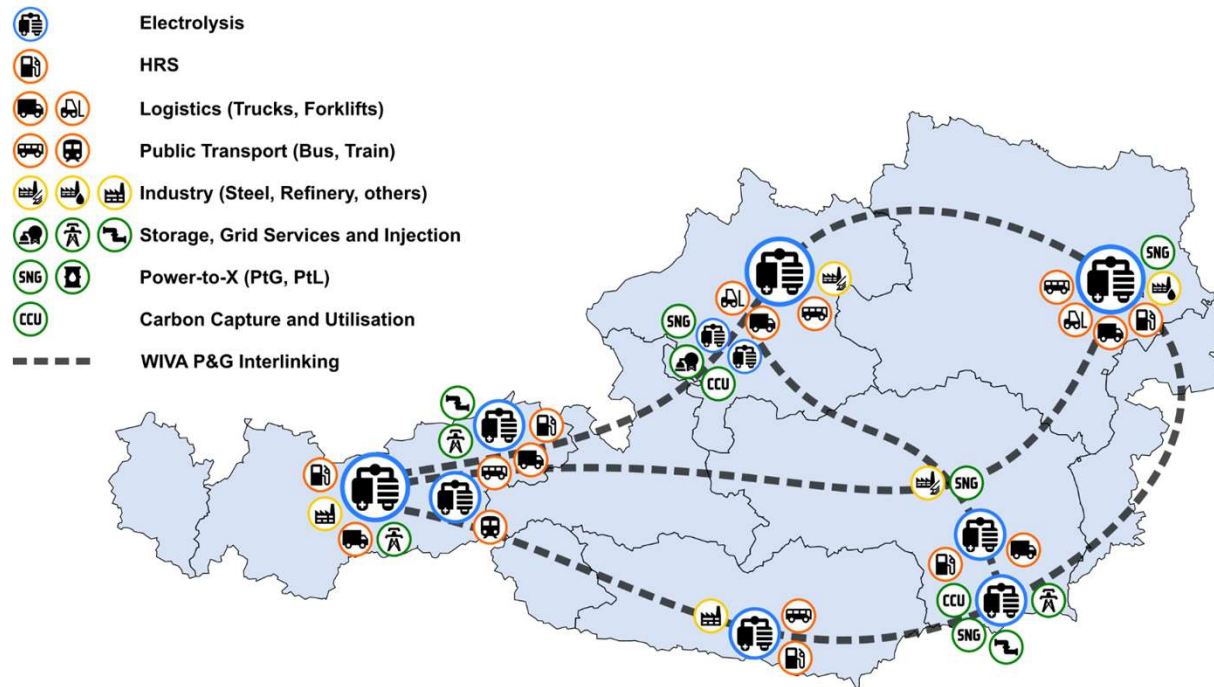 Electrolysis
HRS
Logistics (Trucks, Forklifts)
Public Transport (Bus, Train)
Industry (Steel, Refinery, others)
Storage, Grid Services and Injection
SNG Power-to-X (PtG, PtL)
CCU Carbon Capture and Utilisation
WIVA P&G Interlinking
SNG
SNG
CCU
SNG
CCU
SNG